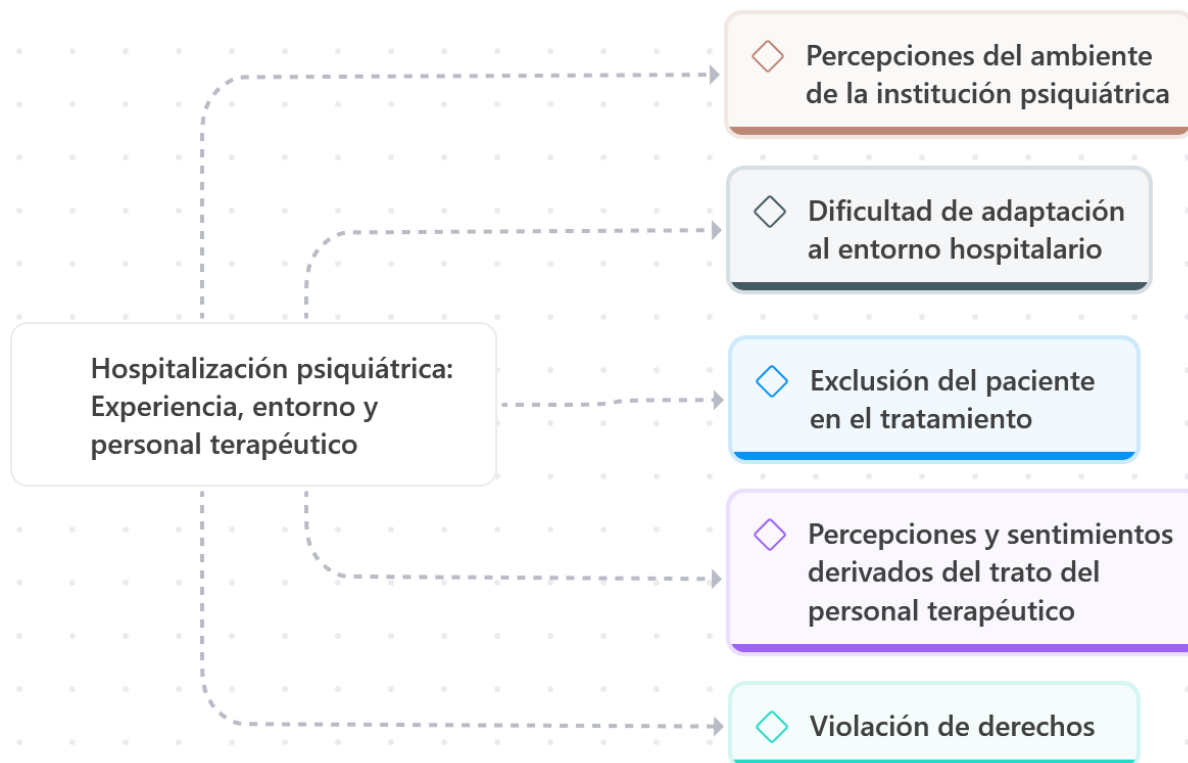 Percepciones del ambiente
de la institución psiquiátrica
Dificultad de adaptación
al entorno hospitalario
Hospitalización psiquiátrica:
Experiencia, entorno y
personal terapéutico
Exclusión del paciente
en el tratamiento
Percepciones y sentimientos
derivados del trato del
personal terapéutico
Violación de derechos